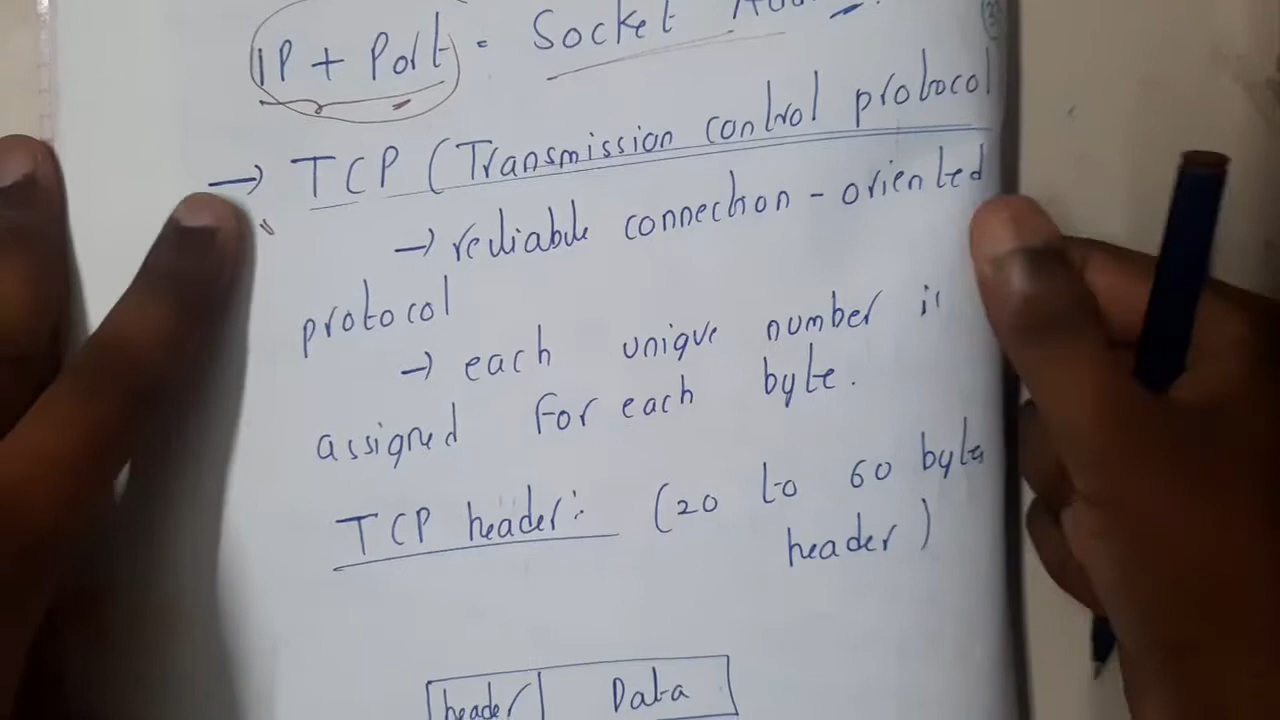 IP + Port = Socket
→ TCP (Transmission control protocol
→ reliable connection - oriented
protocol
→ each unique number is
assigned for each byte.
TCP header: (20 to 60 byte
header)
header Data